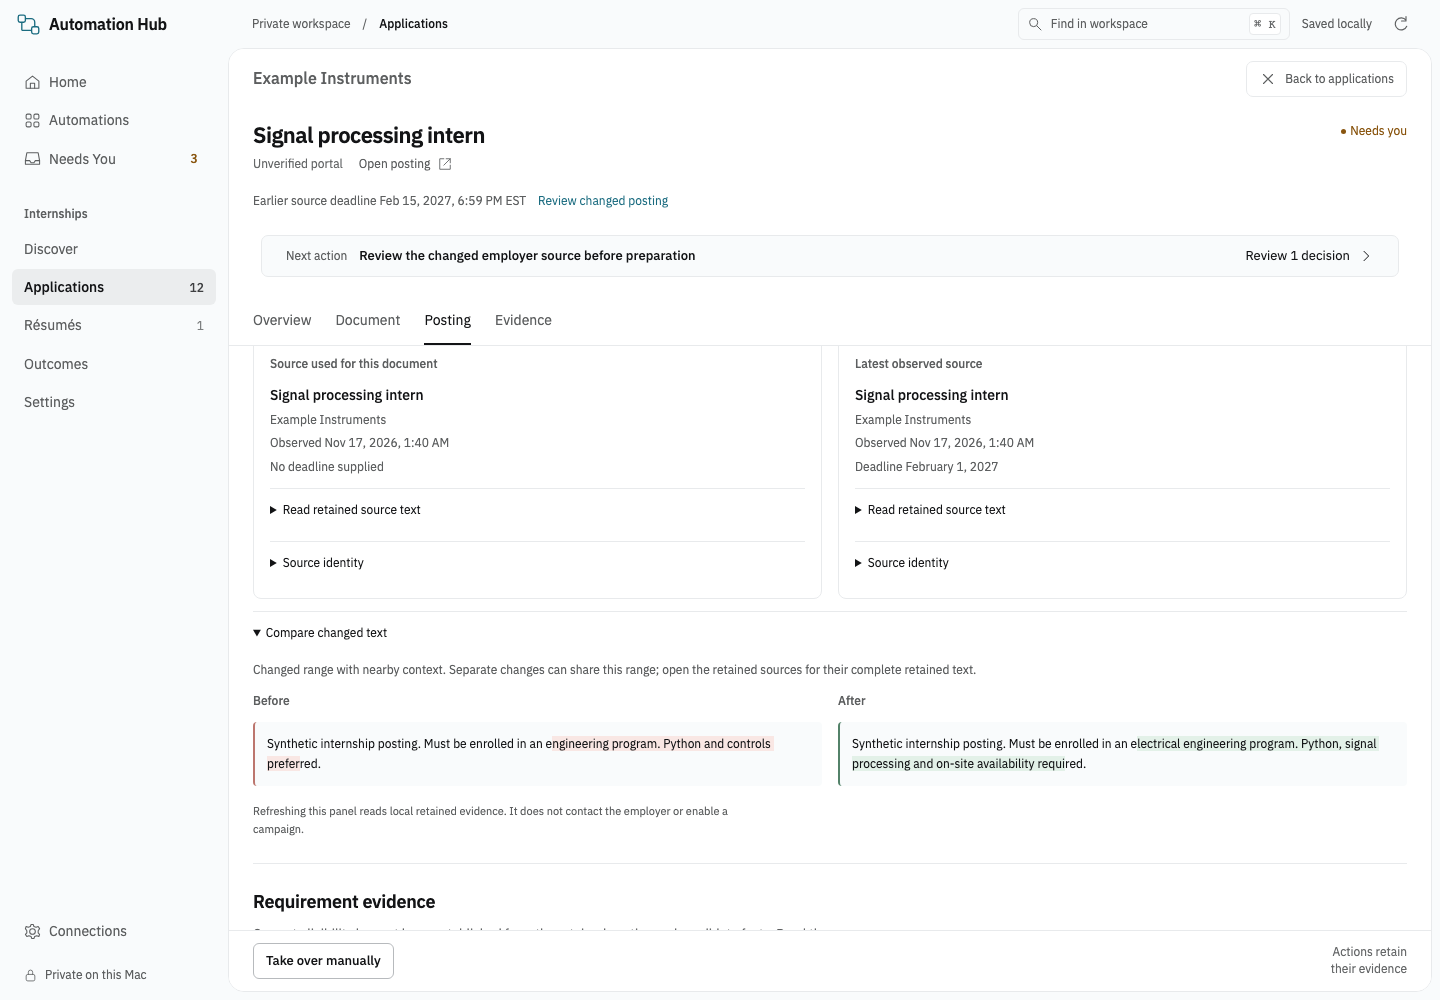 Automation Hub
Private workspace / Applications
Find in workspace
⌘ K
Saved locally
Home
Automations
Needs You 3
Internships
Discover
Applications 12
Résumés 1
Outcomes
Settings
Connections
Private on this Mac
Example Instruments
Back to applications
Signal processing intern
Needs you
Unverified portal Open posting
Earlier source deadline Feb 15, 2027, 6:59 PM EST Review changed posting
Next action Review the changed employer source before preparation
Review 1 decision
Overview Document Posting Evidence
Source used for this document
Signal processing intern
Example Instruments
Observed Nov 17, 2026, 1:40 AM
No deadline supplied
Read retained source text
Source identity
Latest observed source
Signal processing intern
Example Instruments
Observed Nov 17, 2026, 1:40 AM
Deadline February 1, 2027
Read retained source text
Source identity
Compare changed text
Changed range with nearby context. Separate changes can share this range; open the retained sources for their complete retained text.
Before
Synthetic internship posting. Must be enrolled in an engineering program. Python and controls
preferred.
After
Synthetic internship posting. Must be enrolled in an electrical engineering program. Python, signal
processing and on-site availability required.
Refreshing this panel reads local retained evidence. It does not contact the employer or enable a
campaign.
Requirement evidence
Take over manually
Actions retain
their evidence